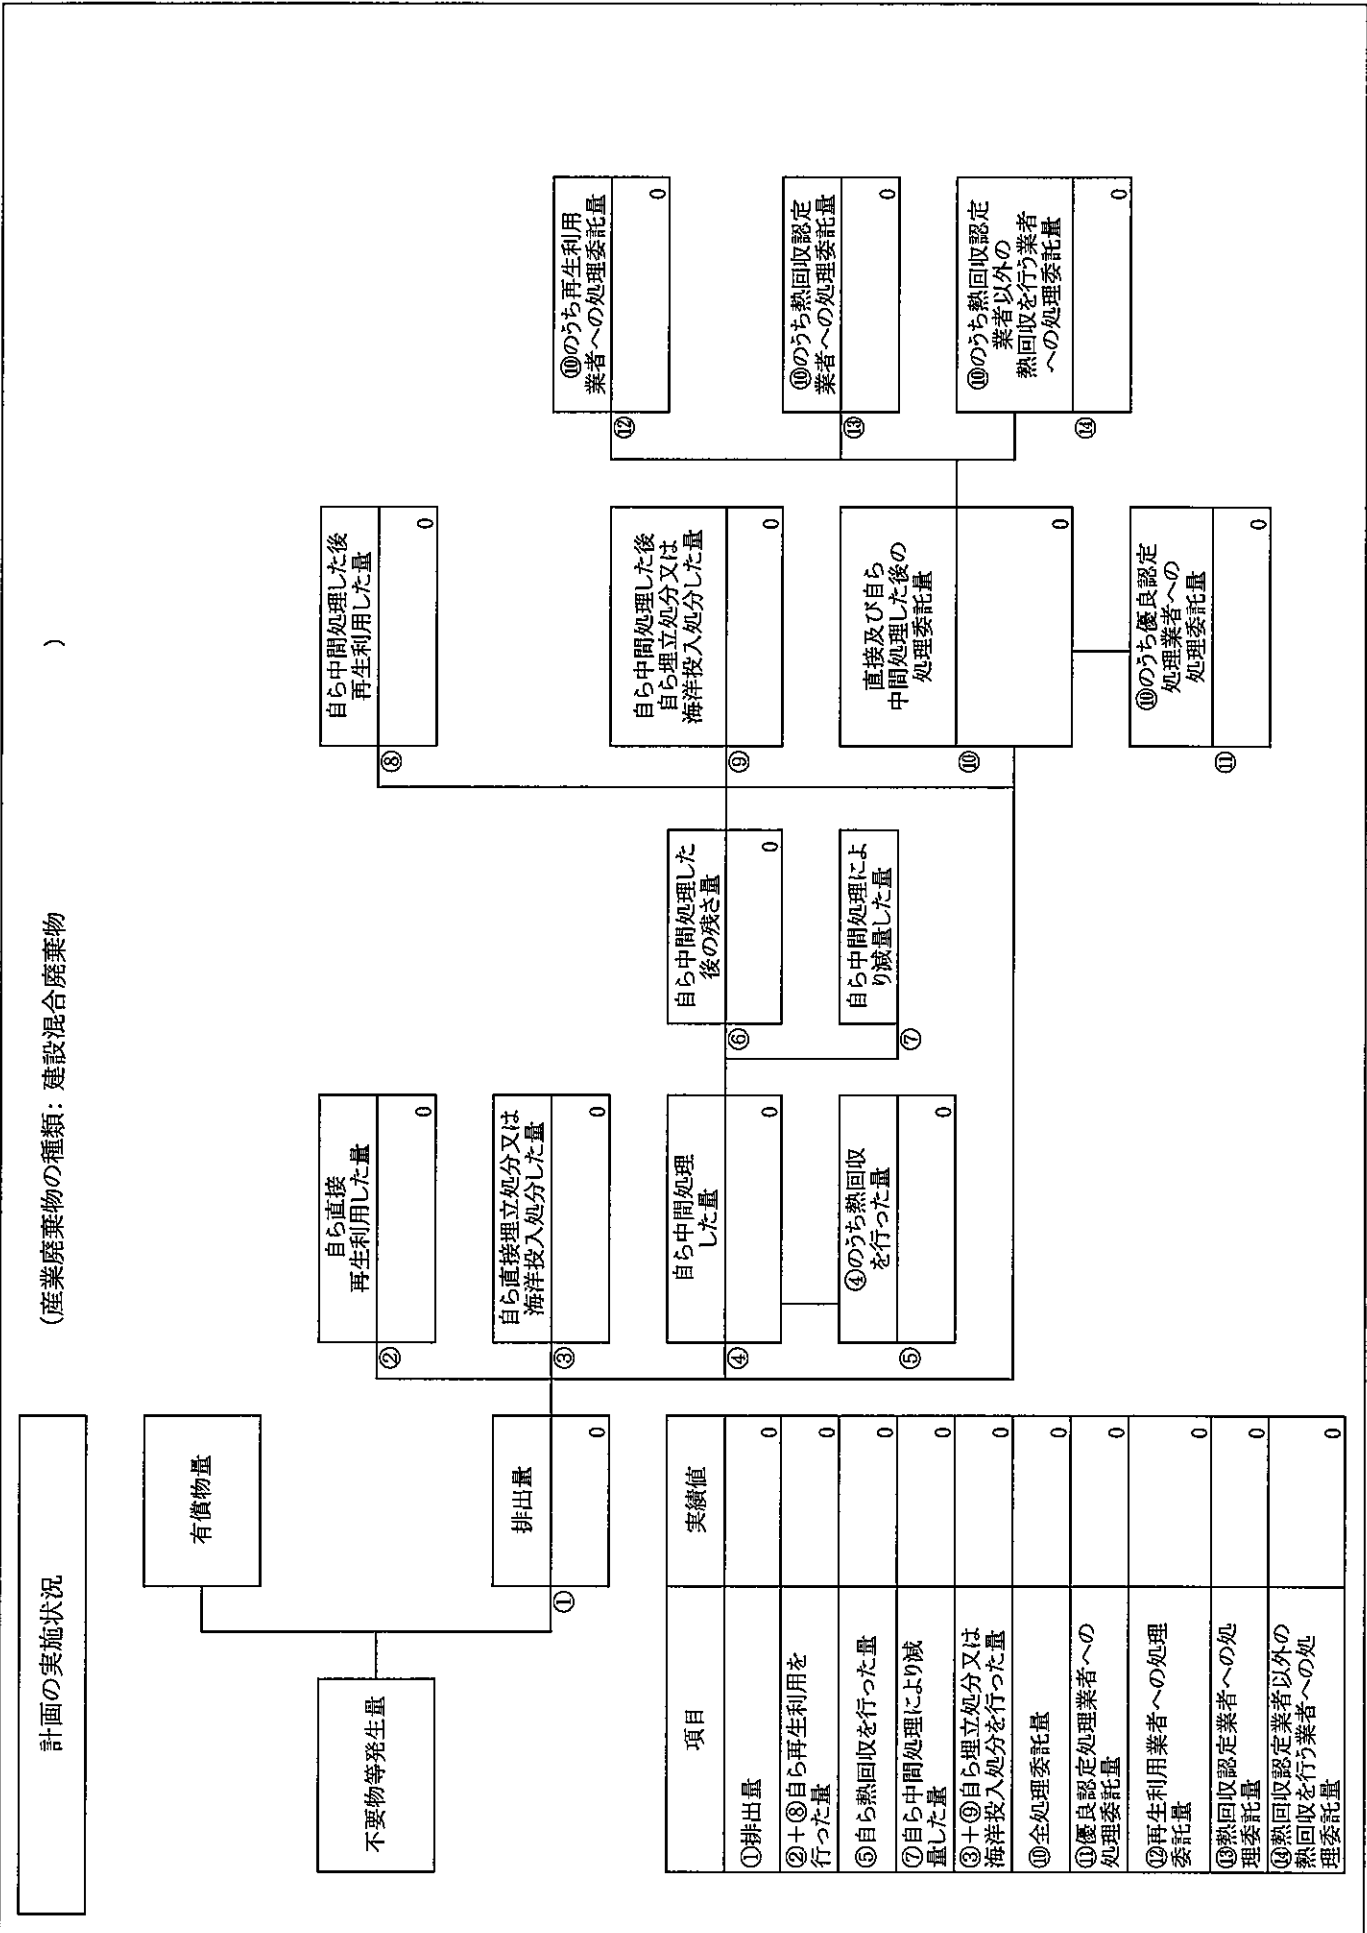 計画の実施状況
(産業廃棄物の種類：建設混合廃棄物
)
不要物等発生量
有償物量
①
排出量
0
②
自ら直接
再生利用した量
0
③
自ら直接埋立処分又は
海洋投入処分した量
0
④
自ら中間処理
した量
0
⑤
④のうち熱回収
を行った量
0
⑥
自ら中間処理した
後の残さ量
0
⑦
自ら中間処理によ
り減量した量
⑧
自ら中間処理した後
再生利用した量
0
⑨
自ら中間処理した後
自ら埋立処分又は
海洋投入処分した量
0
⑩
直接及び自ら
中間処理した後の
処理委託量
0
⑪
⑩のうち優良認定
処理業者への
処理委託量
0
⑫
⑩のうち再生利用
業者への処理委託量
0
⑬
⑩のうち熱回収認定
業者への処理委託量
0
⑭
⑩のうち熱回収認定
業者以外の
熱回収を行う業者
への処理委託量
0
項目 実績値
①排出量 0
②＋⑧自ら再生利用を
行った量 0
⑤自ら熱回収を行った量 0
⑦自ら中間処理により減
量した量 0
③＋⑨自ら埋立処分又は
海洋投入処分を行った量 0
⑩全処理委託量 0
⑪優良認定処理業者への
処理委託量 0
⑫再生利用業者への処理
委託量 0
⑬熱回収認定業者への処
理委託量 0
⑭熱回収認定業者以外の
熱回収を行う業者への処
理委託量 0